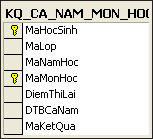 KQ_CA_NAM_MON_HOC
MaHocSinh
MaLop
MaNamHoc
MaMonHoc
DiemThiLai
DTBCaNam
MaKetQua